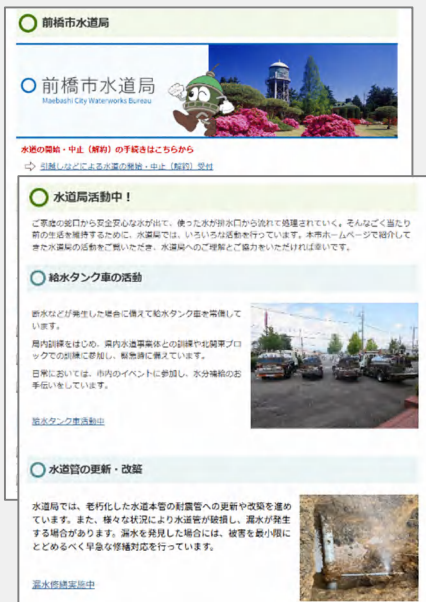 前橋市水道局
前橋市水道局
Maebashi City Waterworks Bureau
水道の開始・中止（解約）の手続きはこちらから
引越しなどによる水道の開始・中止（解約）受付
水道局活動中！
ご家庭の蛇口から安全安心な水が出て、使った水が排水口から流れて処理されていく。そんなごく当たり
前の生活を維持するために、水道局では、いろいろな活動を行っています。本市ホームページで紹介して
きた水道局の活動をご覧いただき、水道局へのご理解とご協力をいただければ幸いです。
給水タンク車の活動
断水などが発生した場合に備えて給水タンク車を常備して
います。
局内訓練をはじめ、県内水道事業体との訓練や北関東ブロ
ックでの訓練に参加し、緊急時に備えています。
日常においては、市内のイベントに参加し、水分補給のお
手伝いをしています。
給水タンク車活動中
水道管の更新・改築
水道局では、老朽化した水道本管の耐震管への更新や改築を進め
ています。また、様々な状況により水道管が破損し、漏水が発生
する場合があります。漏水を発見した場合には、被害を最小限に
とどめるべく早急な修繕対応を行っています。
漏水修繕実施中